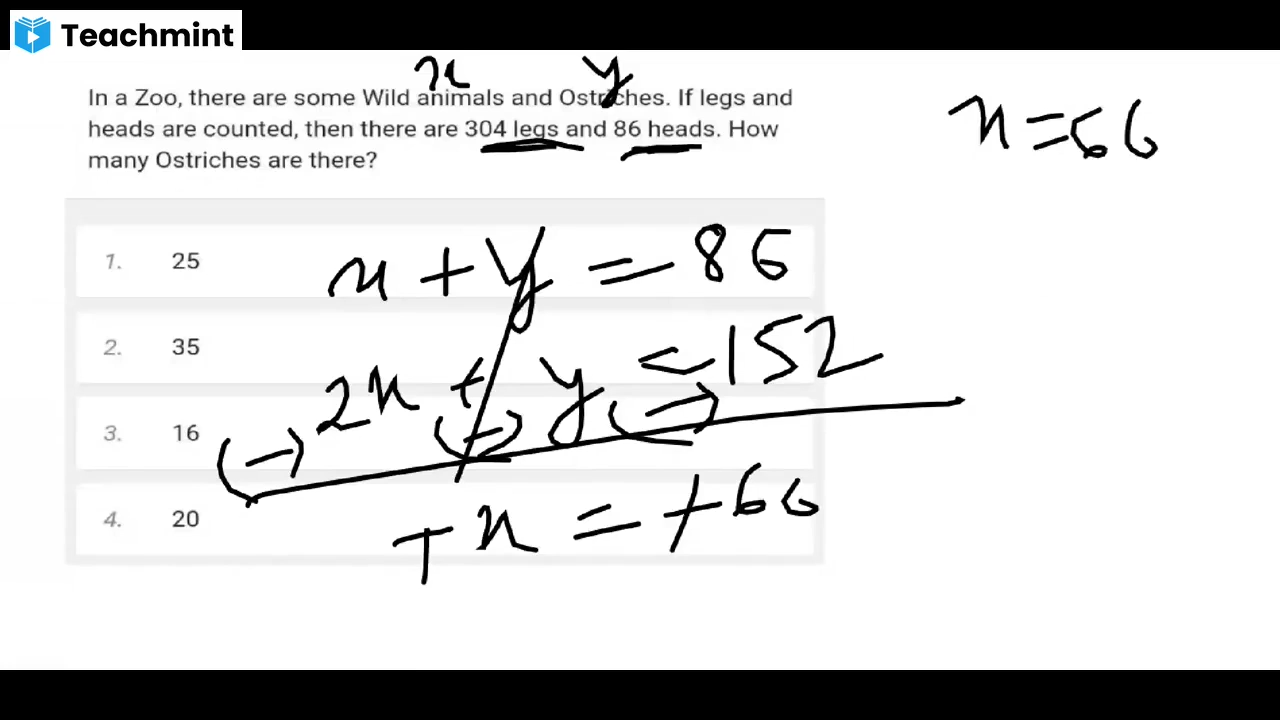 Teachmint
x y
In a Zoo, there are some Wild animals and Ostriches. If legs and
heads are counted, then there are 304 legs and 86 heads. How
many Ostriches are there?
x = 66
1. 25
x + y = 86
2. 35
2x + y = 152
3. 16
(-) (-) (-)
4. 20
+x = +66